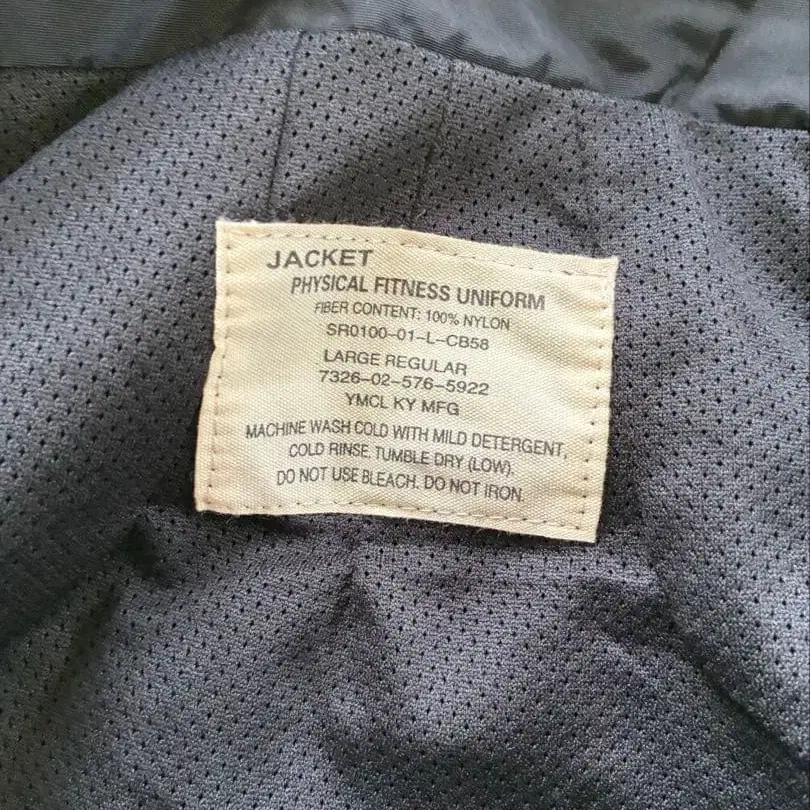 JACKET
PHYSICAL FITNESS UNIFORM
FIBER CONTENT: 100% NYLON
SR0100-01-L-CB58
LARGE REGULAR
7326-02-576-5922
YMCL KY MFG
MACHINE WASH COLD WITH MILD DETERGENT,
COLD RINSE. TUMBLE DRY (LOW).
DO NOT USE BLEACH. DO NOT IRON.